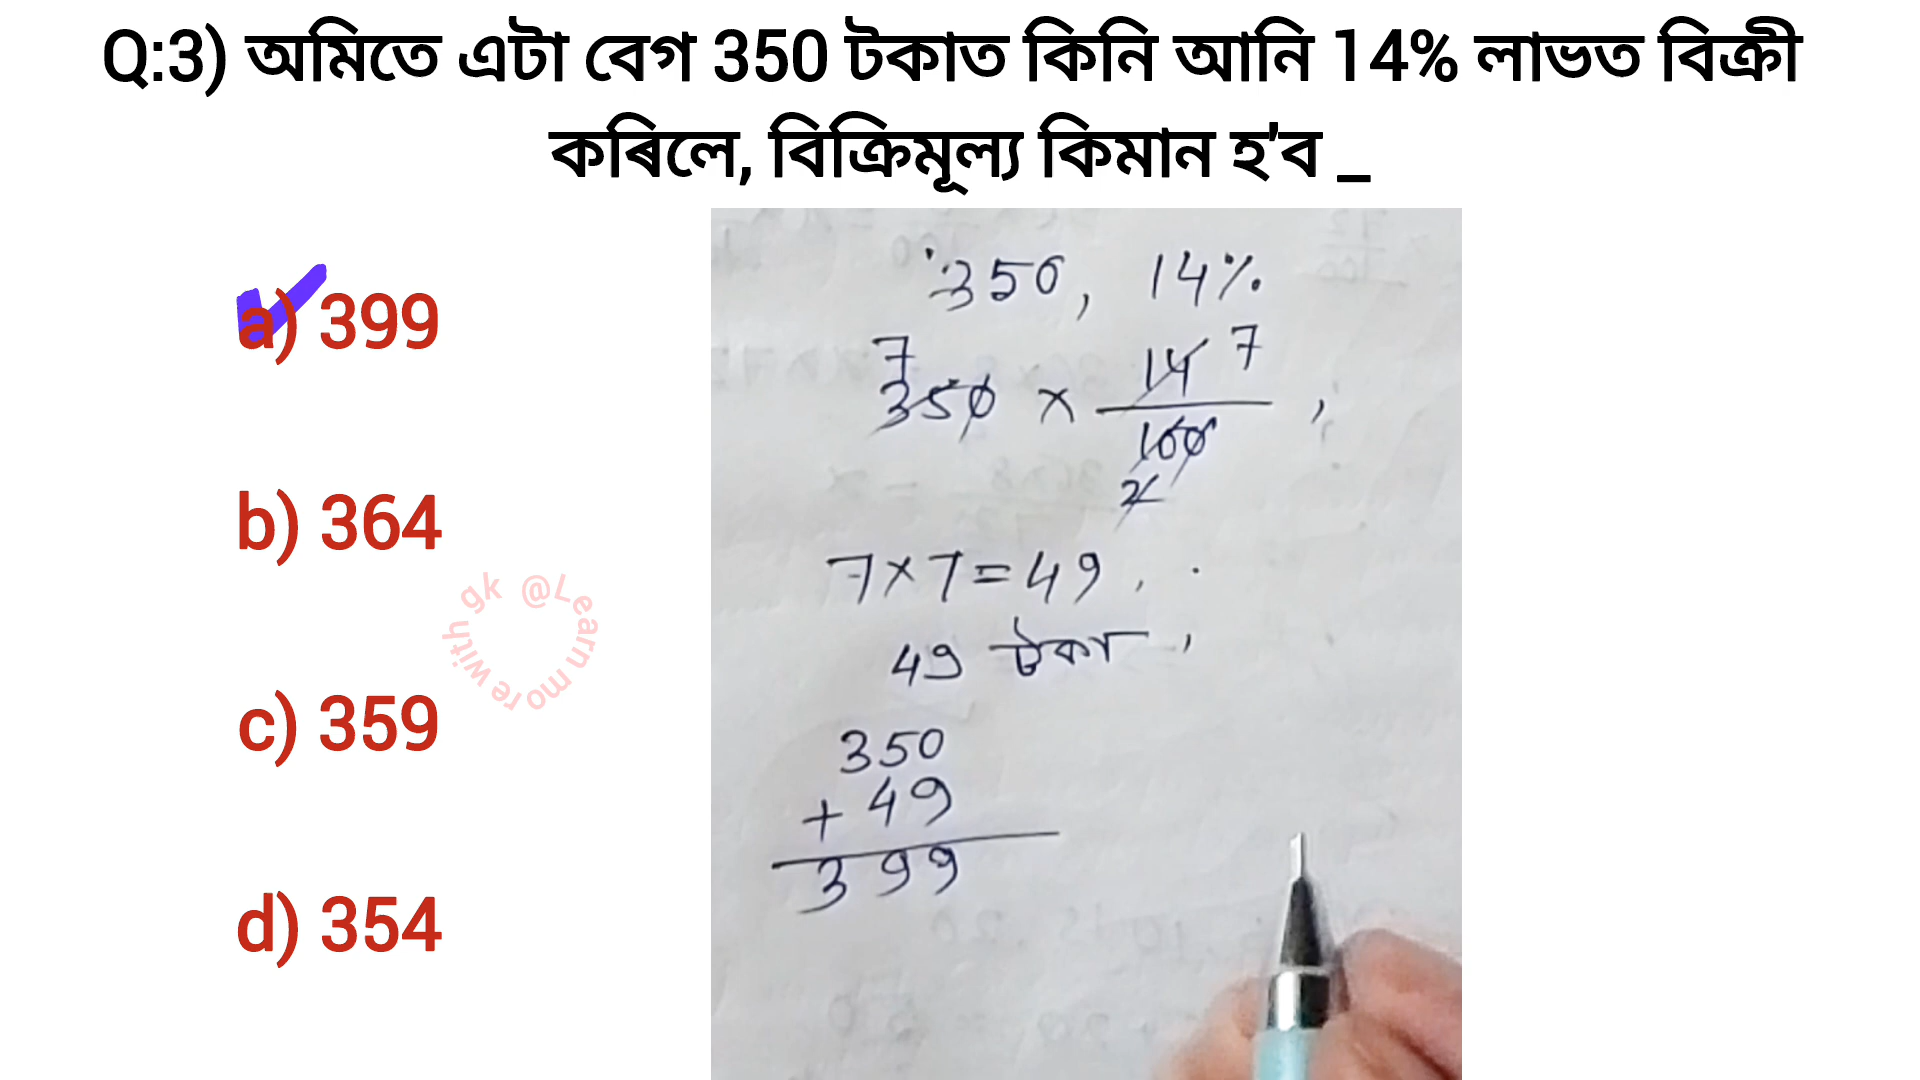 Q:3) অমিতে এটা বেগ 350 টকাত কিনি আনি 14% লাভত বিক্ৰী
কৰিলে, বিক্ৰিমূল্য কিমান হ'ব _
a) 399
b) 364
c) 359
d) 354
gk @Learn more with
350, 14%
7 7
350 × 14
100
2
7×7=49
49 টকা,
350
+ 49
399